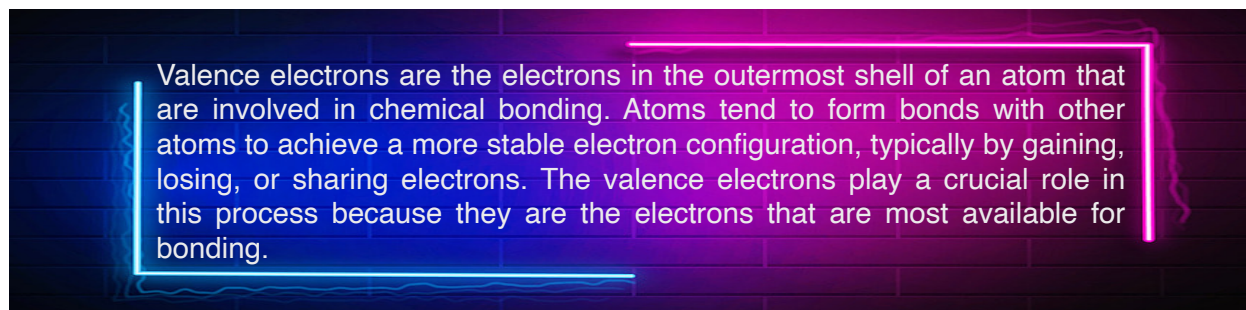 Valence electrons are the electrons in the outermost shell of an atom that
are involved in chemical bonding. Atoms tend to form bonds with other
atoms to achieve a more stable electron configuration, typically by gaining,
losing, or sharing electrons. The valence electrons play a crucial role in
this process because they are the electrons that are most available for
bonding.